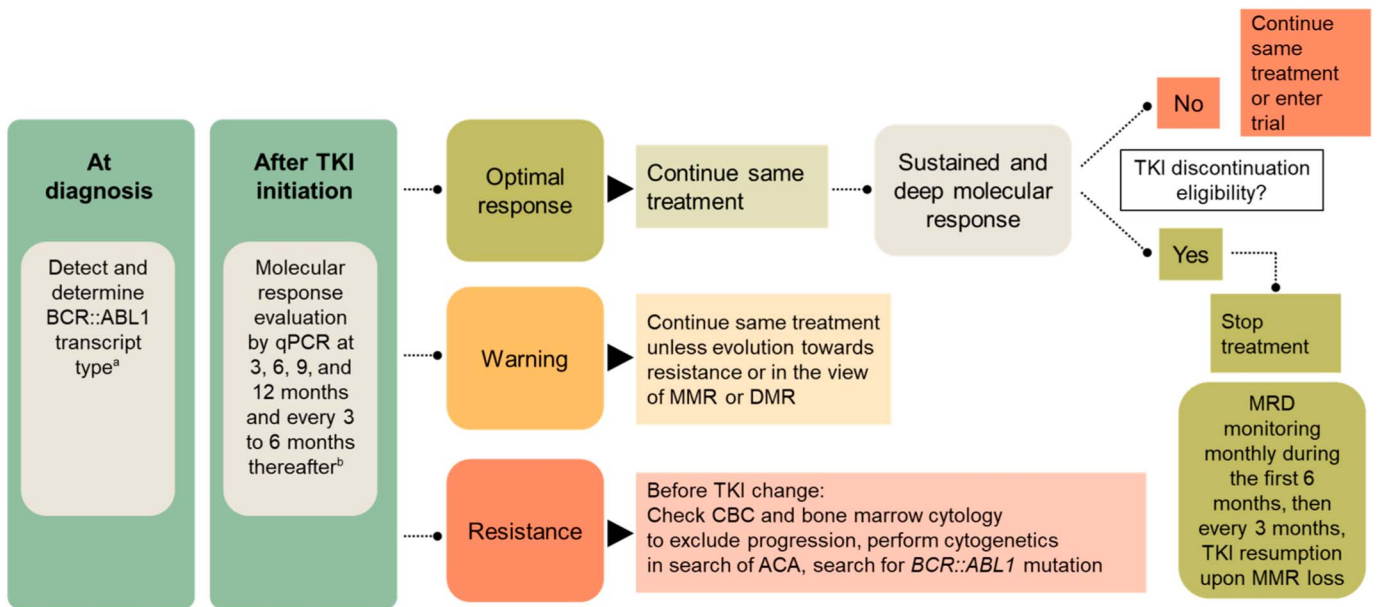 At
diagnosis
Detect and
determine
BCR::ABL1
transcript
typeᵃ
After TKI
initiation
Molecular
response
evaluation
by qPCR at
3, 6, 9, and
12 months
and every 3
to 6 months
thereafterᵇ
Optimal
response
Continue same
treatment
Sustained and
deep molecular
response
No
Continue
same
treatment
or enter
trial
TKI discontinuation
eligibility?
Yes
Stop
treatment
MRD
monitoring
monthly during
the first 6
months, then
every 3 months,
TKI resumption
upon MMR loss
Warning
Continue same treatment
unless evolution towards
resistance or in the view
of MMR or DMR
Resistance
Before TKI change:
Check CBC and bone marrow cytology
to exclude progression, perform cytogenetics
in search of ACA, search for BCR::ABL1 mutation